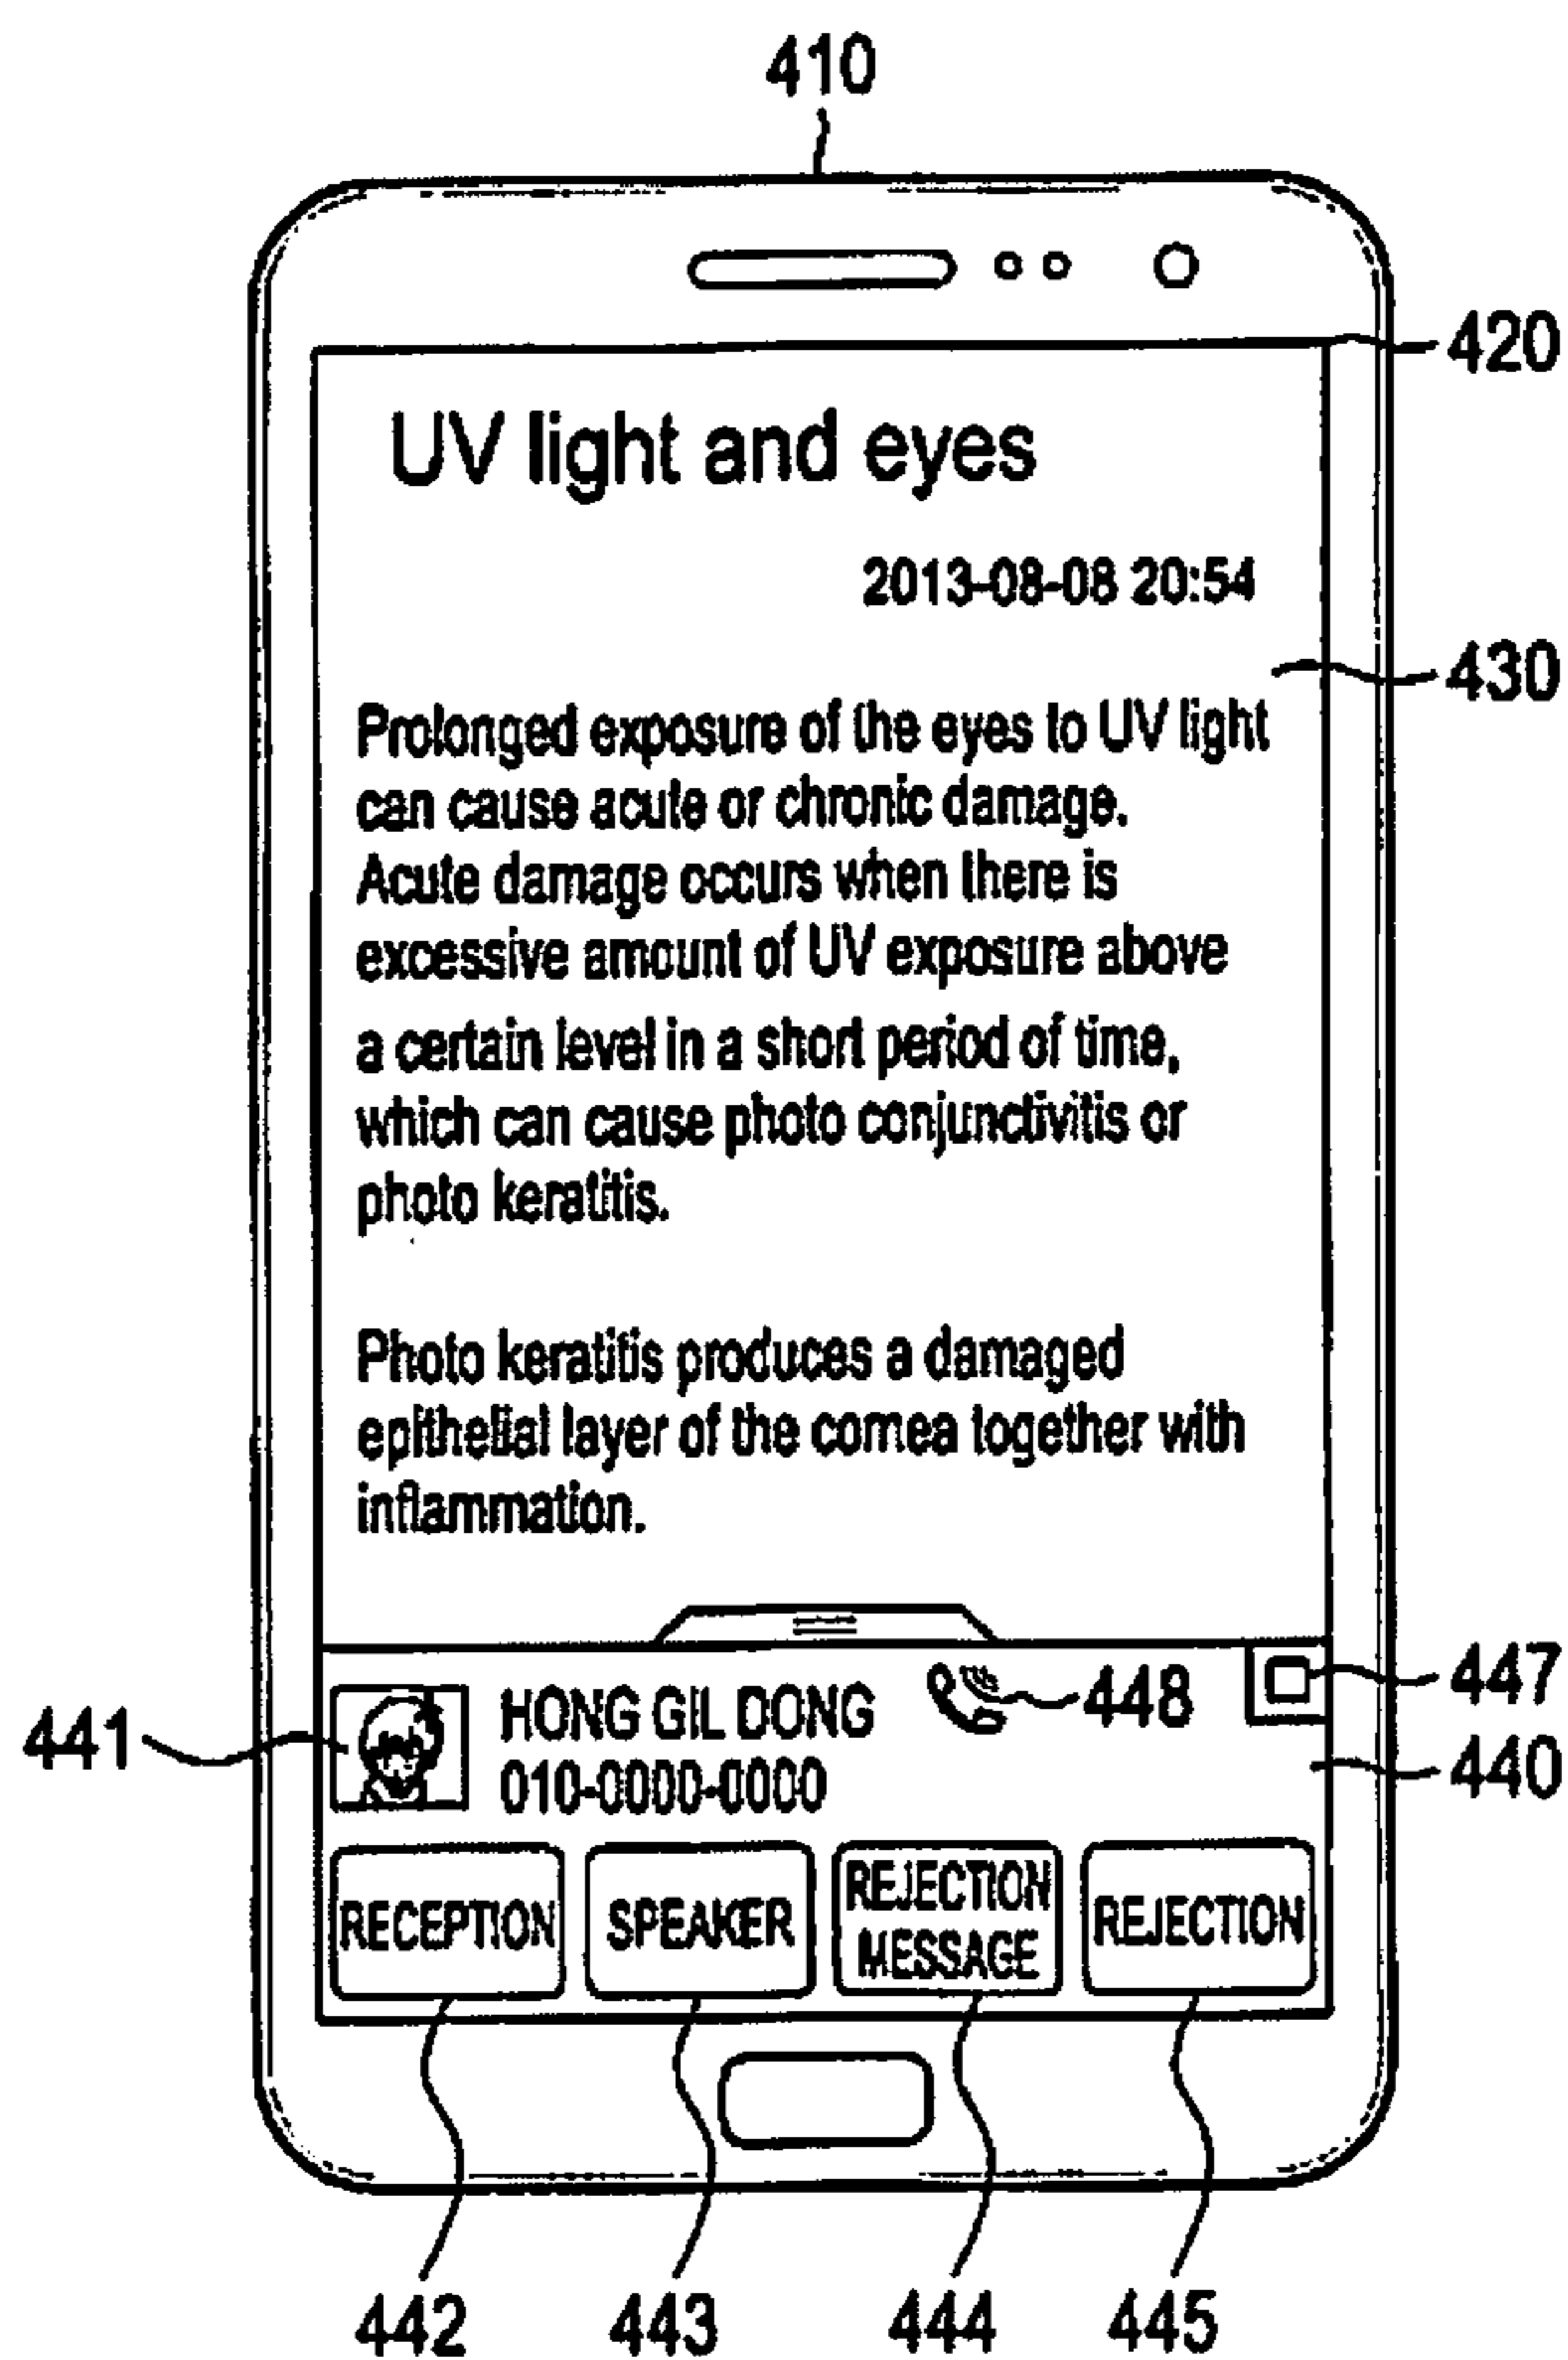 410
420
UV light and eyes
2013-08-08 20:54
430
Prolonged exposure of the eyes to UV light
can cause acute or chronic damage.
Acute damage occurs when there is
excessive amount of UV exposure above
a certain level in a short period of time,
which can cause photo conjunctivitis or
photo keratitis.
Photo keratitis produces a damaged
epithelial layer of the cornea together with
inflammation.
447
448
441
HONG GIL DONG
440
010-0000-0000
RECEPTION
SPEAKER
REJECTION
MESSAGE
REJECTION
442
443
444
445